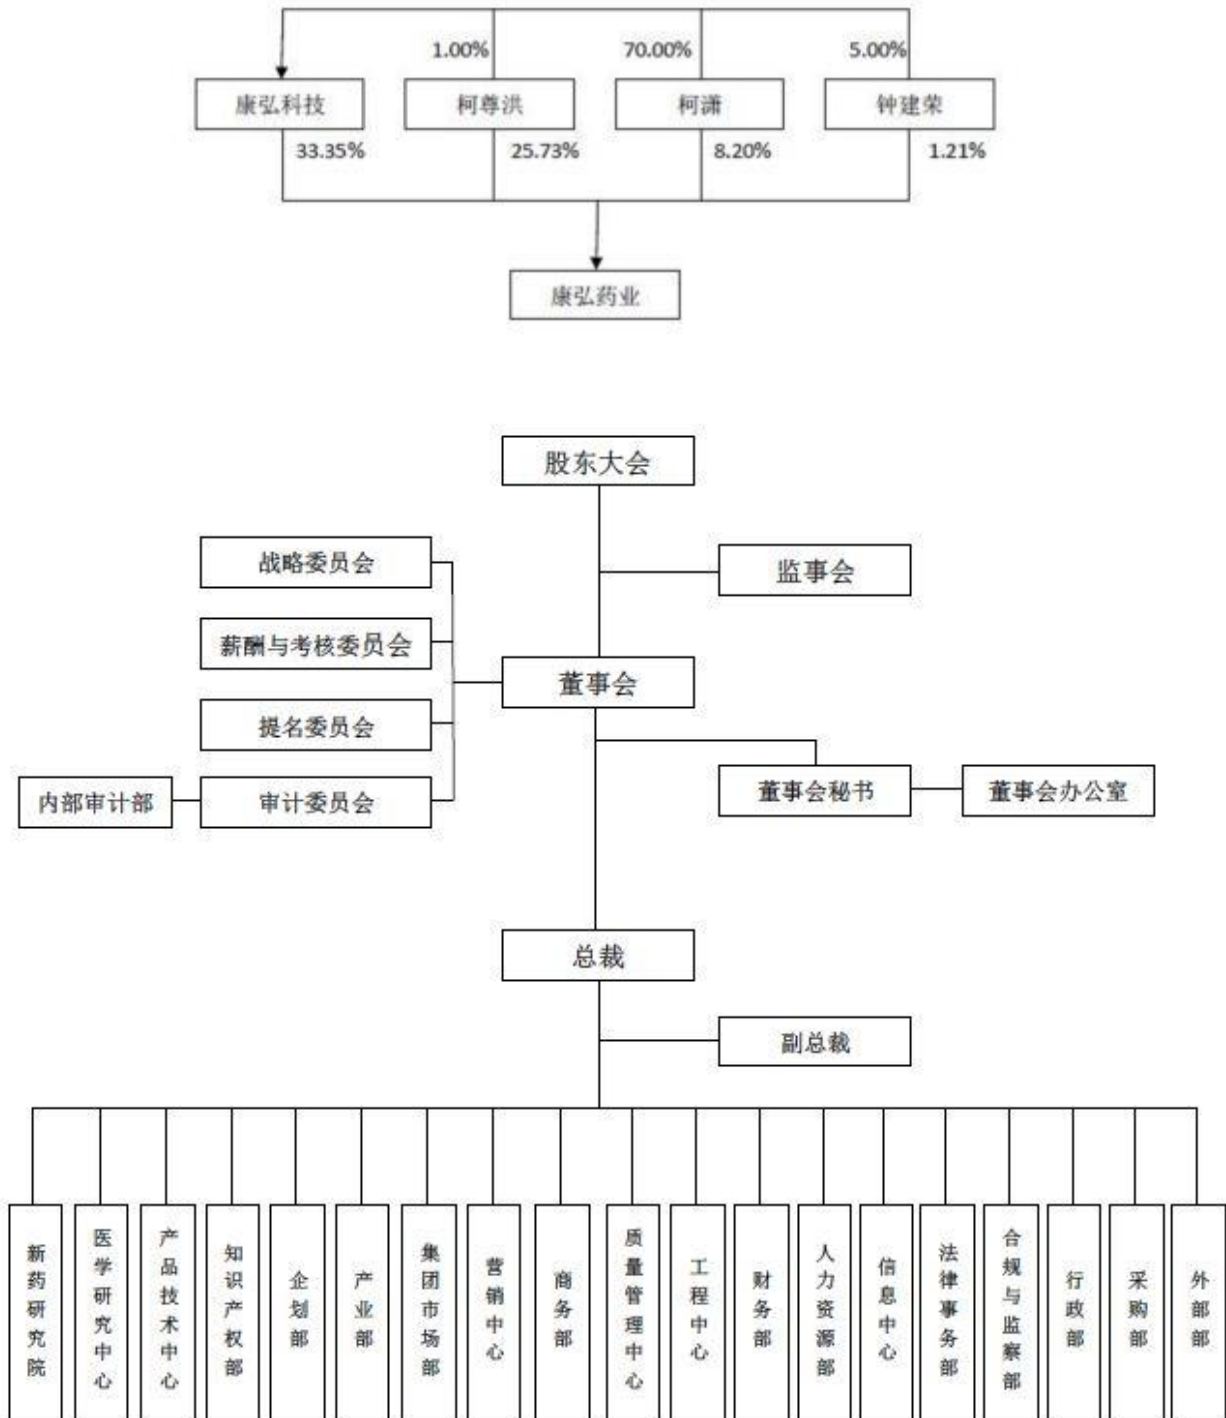 1.00%
70.00%
5.00%
康弘科技
柯尊洪
柯潇
钟建荣
33.35%
25.73%
8.20%
1.21%
康弘药业
股东大会
战略委员会
监事会
薪酬与考核委员会
董事会
提名委员会
内部审计部
审计委员会
董事会秘书
董事会办公室
总裁
副总裁
新药研究院
医学研究中心
产品技术中心
知识产权部
企划部
产业部
集团市场部
营销中心
商务部
质量管理中心
工程中心
财务部
人力资源部
信息中心
法律事务部
合规与监察部
行政部
采购部
外部部